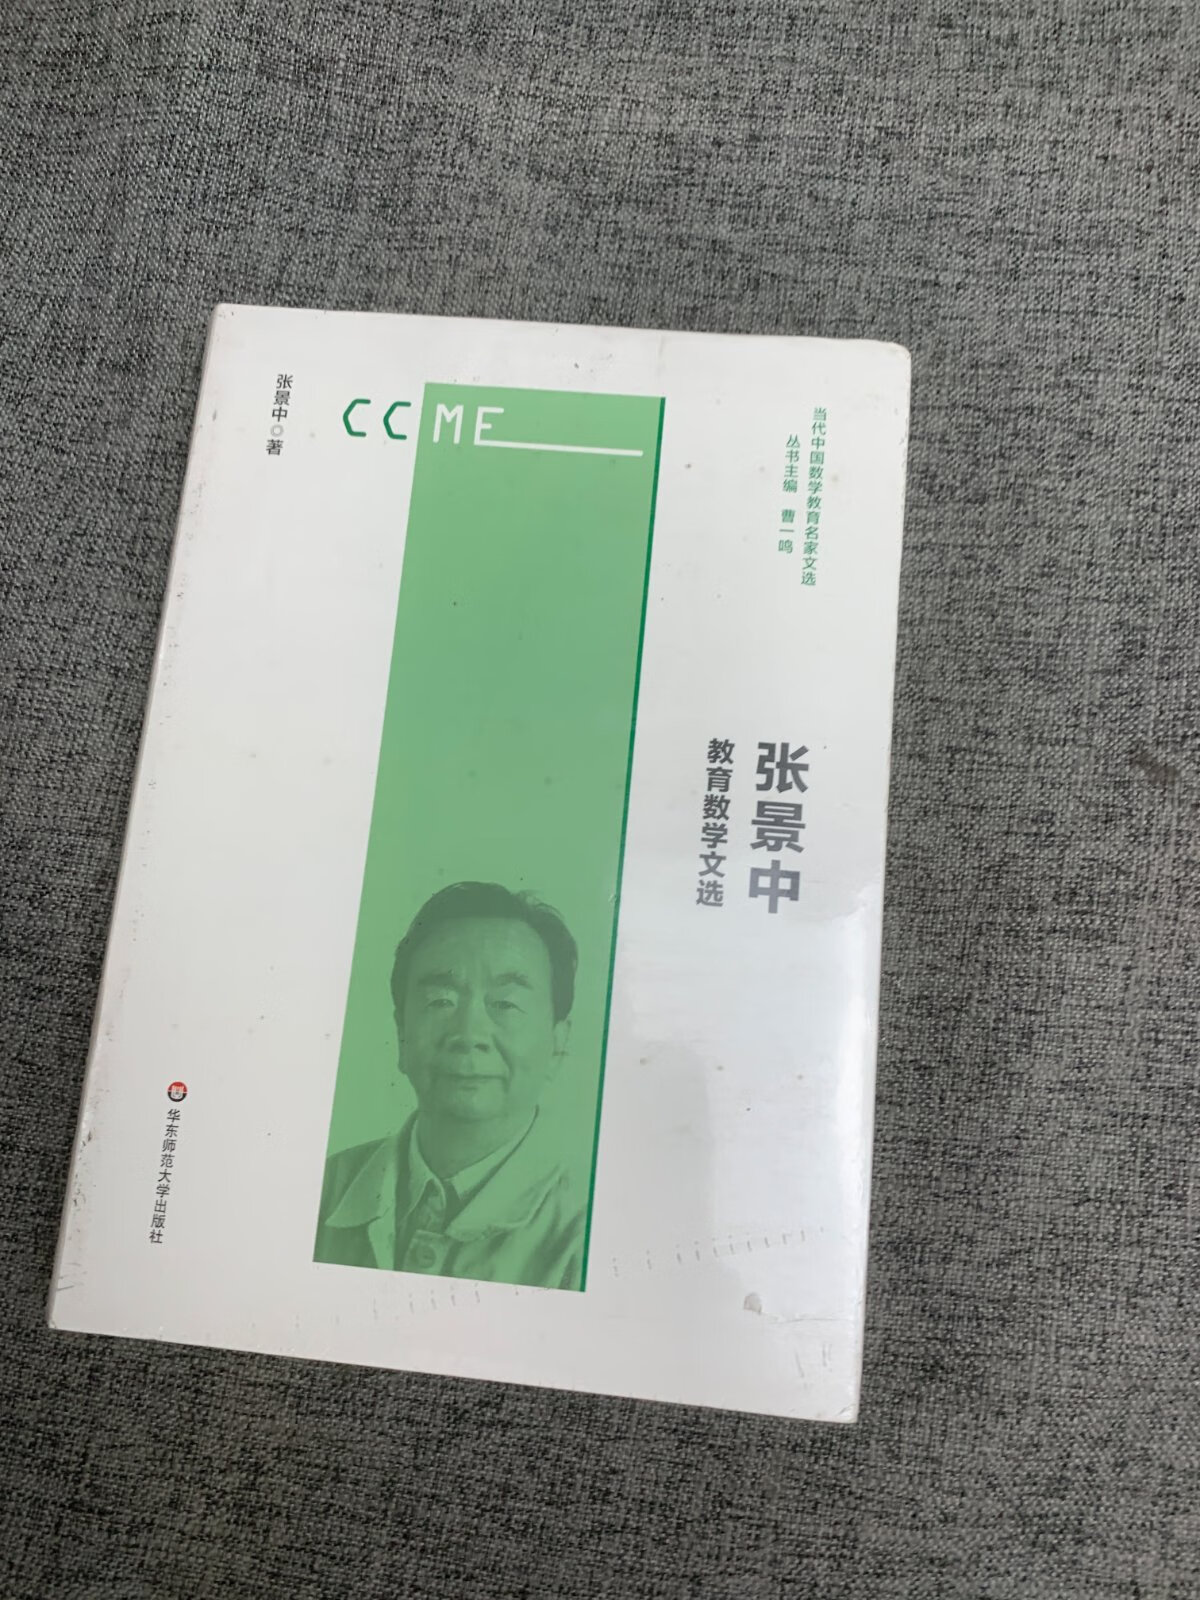 当代中国数学教育名家文选
丛书主编 曹一鸣
张景中
教育数学文选
CCME
张景中◎著
华东师范大学出版社